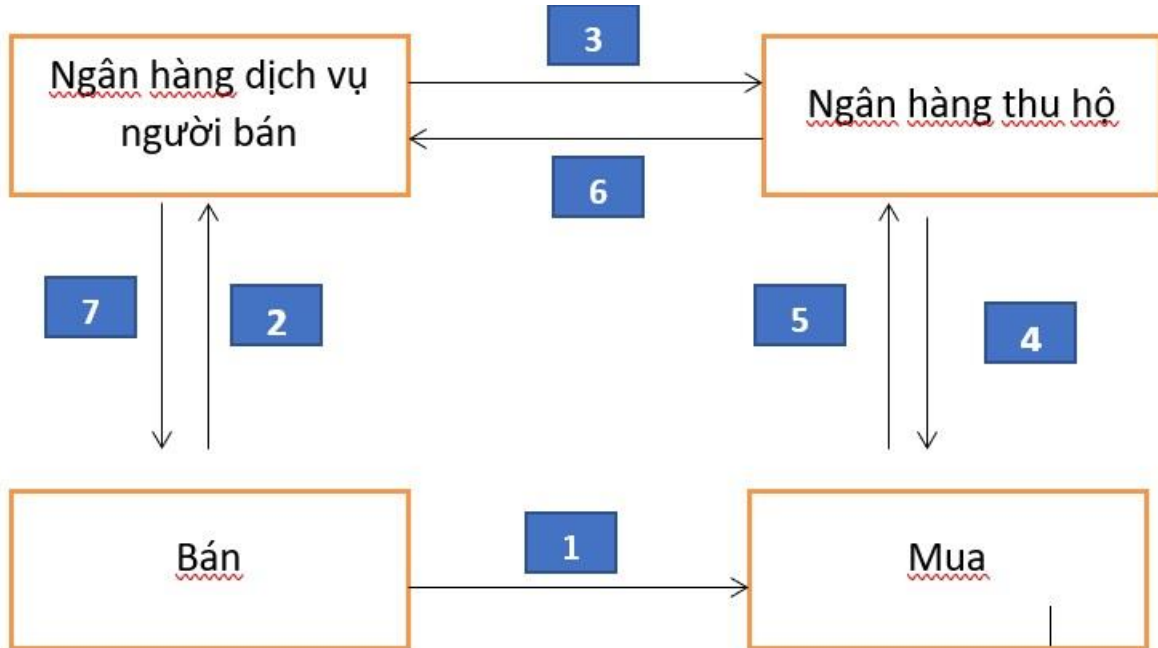 3
Ngân hàng dịch vụ
người bán
Ngân hàng thu hộ
6
7
2
5
4
Bán
1
Mua